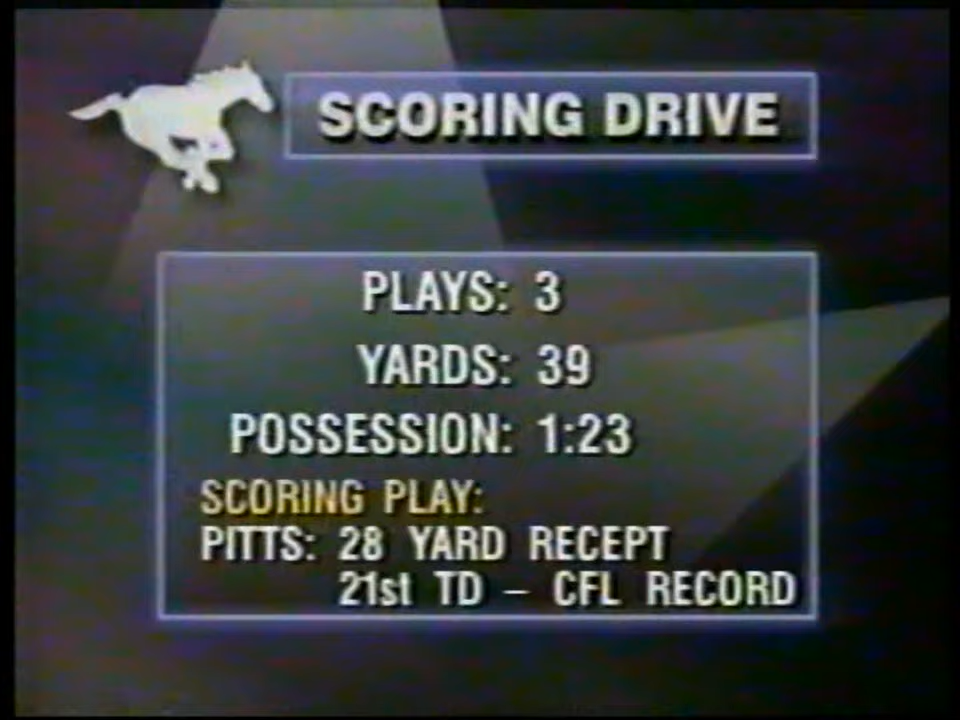 SCORING DRIVE
PLAYS: 3
YARDS: 39
POSSESSION: 1:23
SCORING PLAY:
PITTS: 28 YARD RECEPT
21st TD – CFL RECORD